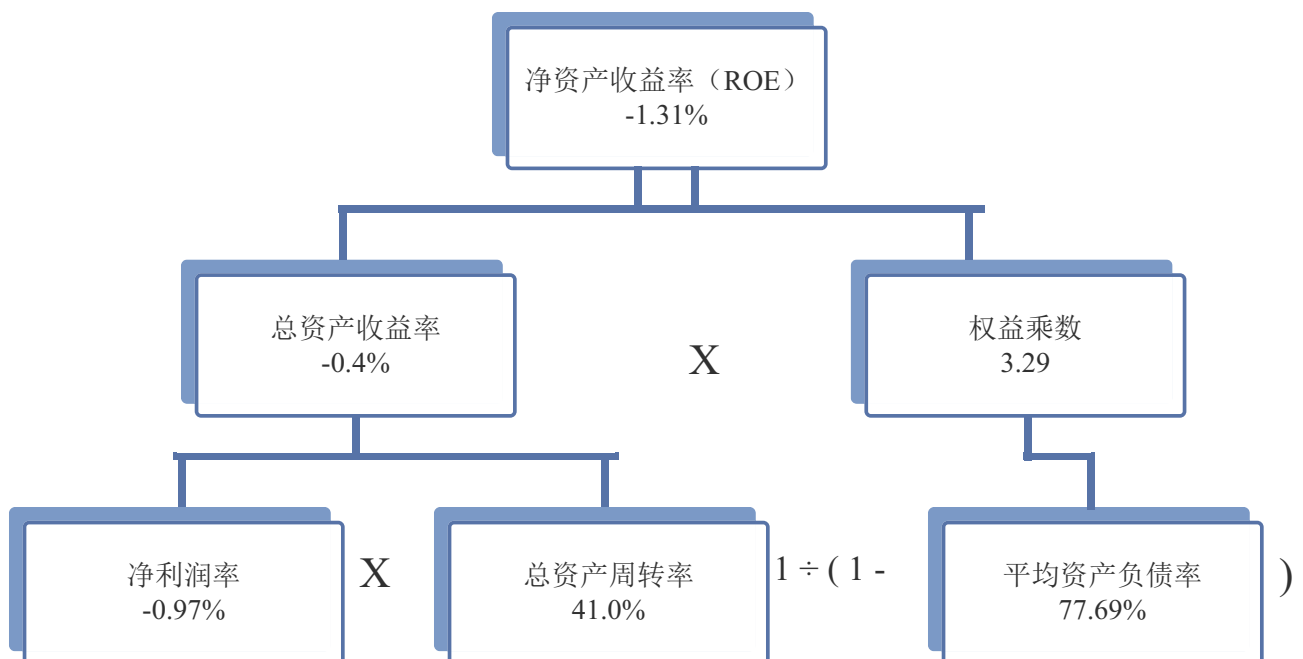 净资产收益率（ROE）
-1.31%
总资产收益率
-0.4%
X
权益乘数
3.29
净利润率
-0.97%
X
总资产周转率
41.0%
1 ÷ ( 1 -
平均资产负债率
77.69%
)